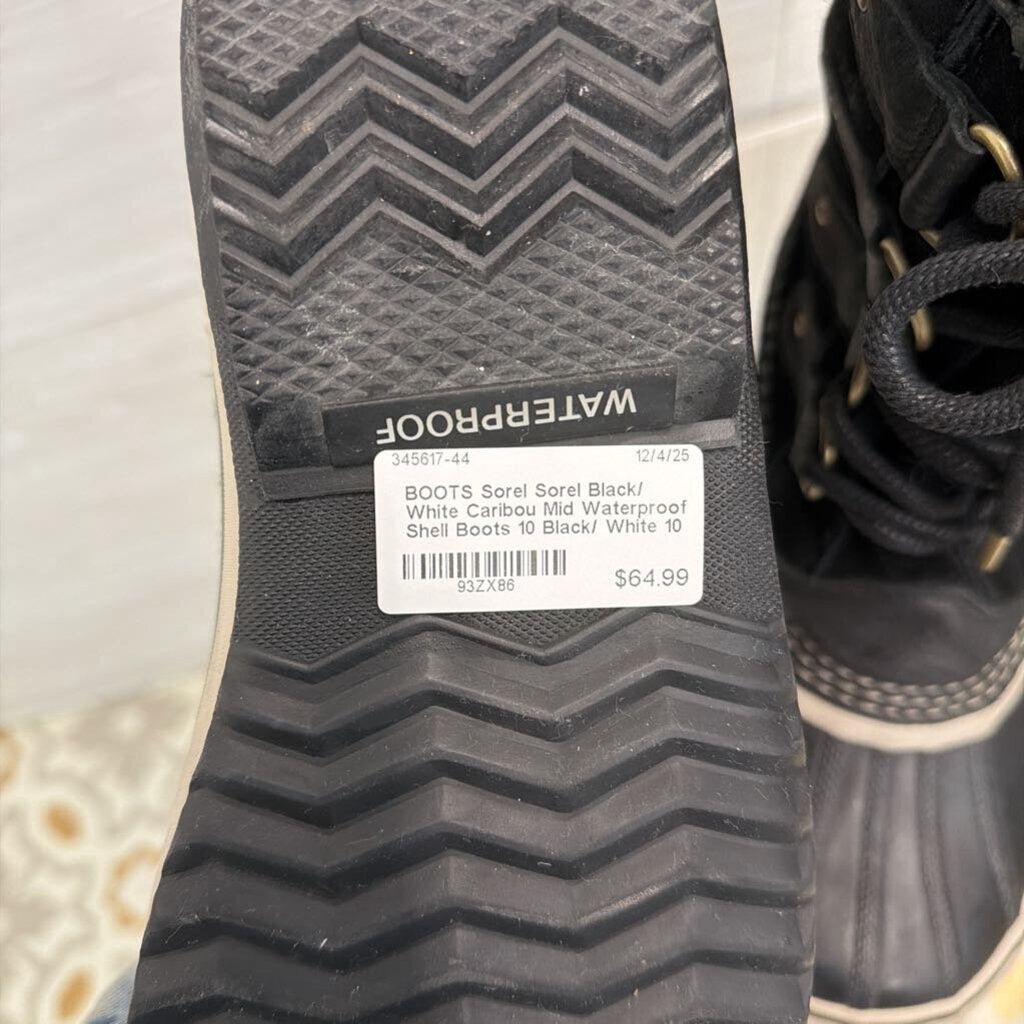 WATERPROOF
345617-44 12/4/25
BOOTS Sorel Sorel Black/
White Caribou Mid Waterproof
Shell Boots 10 Black/ White 10
93ZX86 $64.99